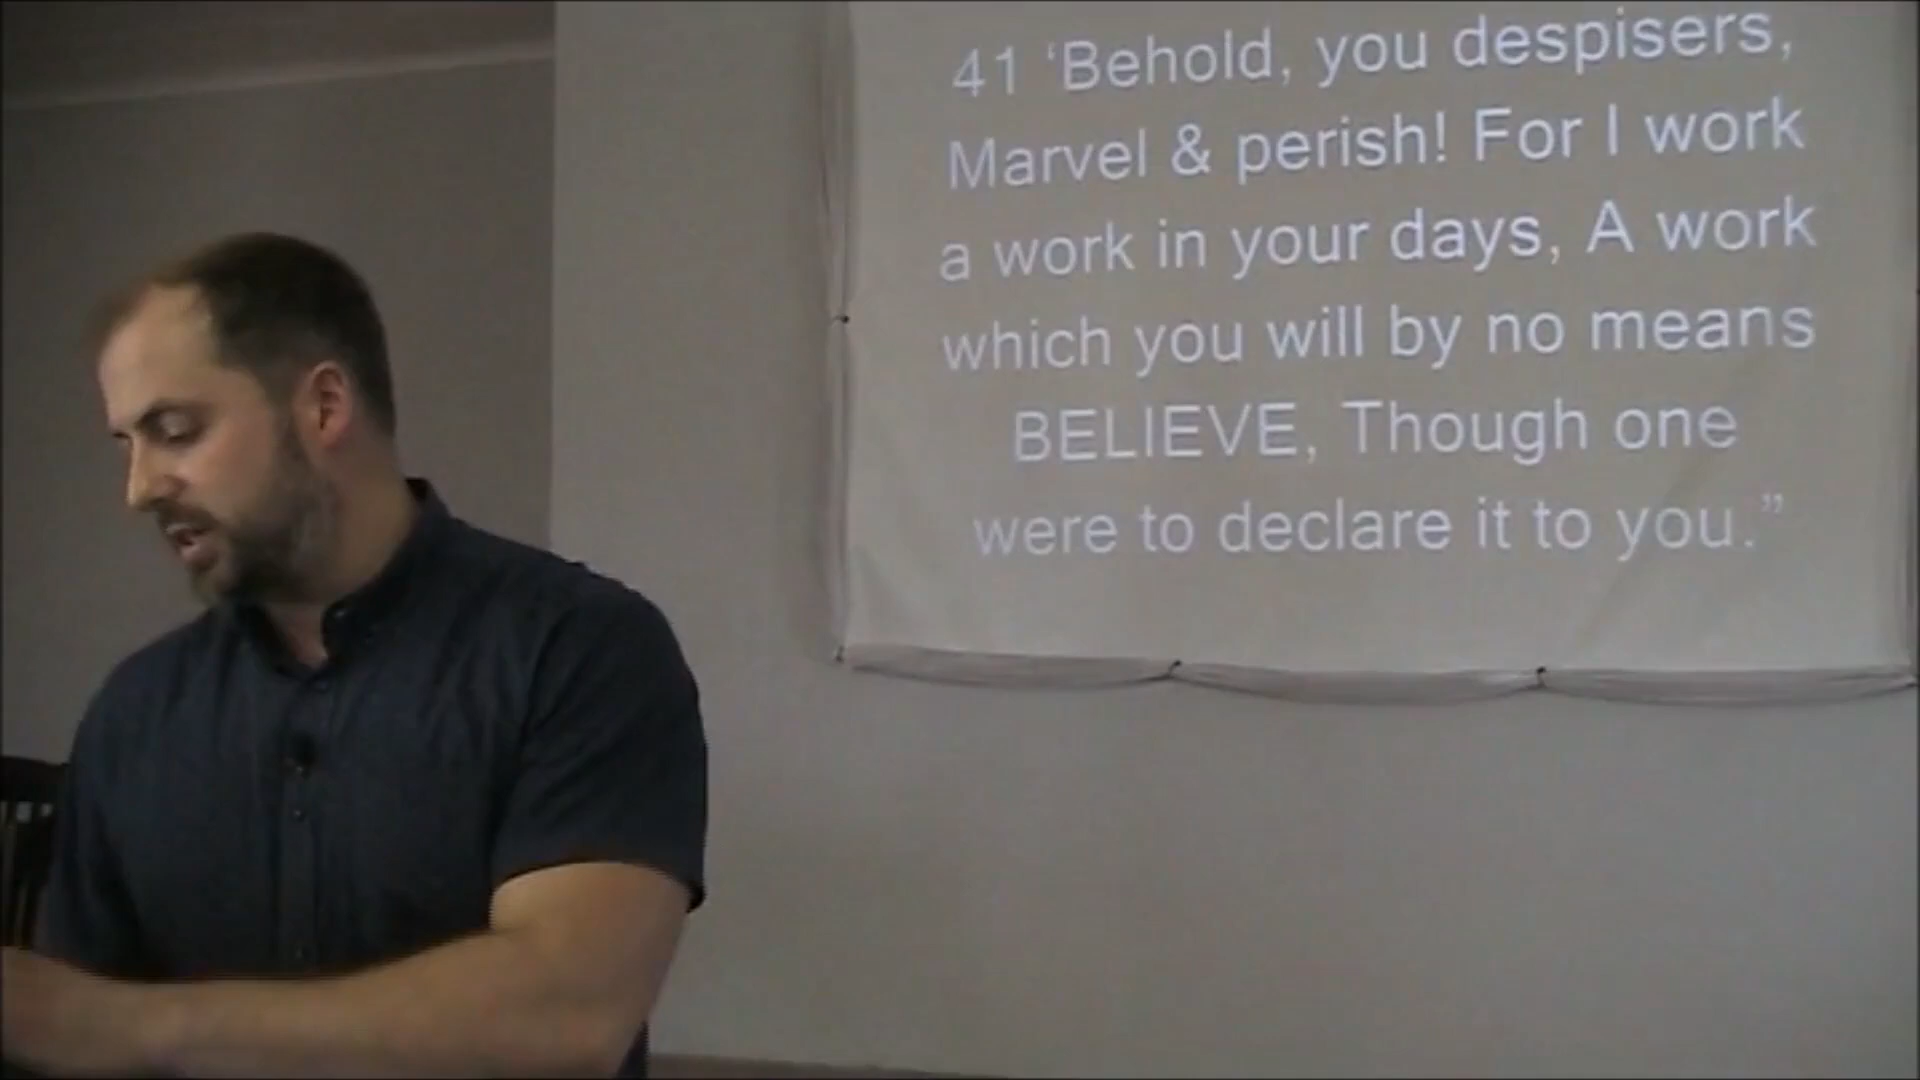 41 ‘Behold, you despisers,
Marvel & perish! For I work
a work in your days, A work
which you will by no means
BELIEVE, Though one
were to declare it to you.”